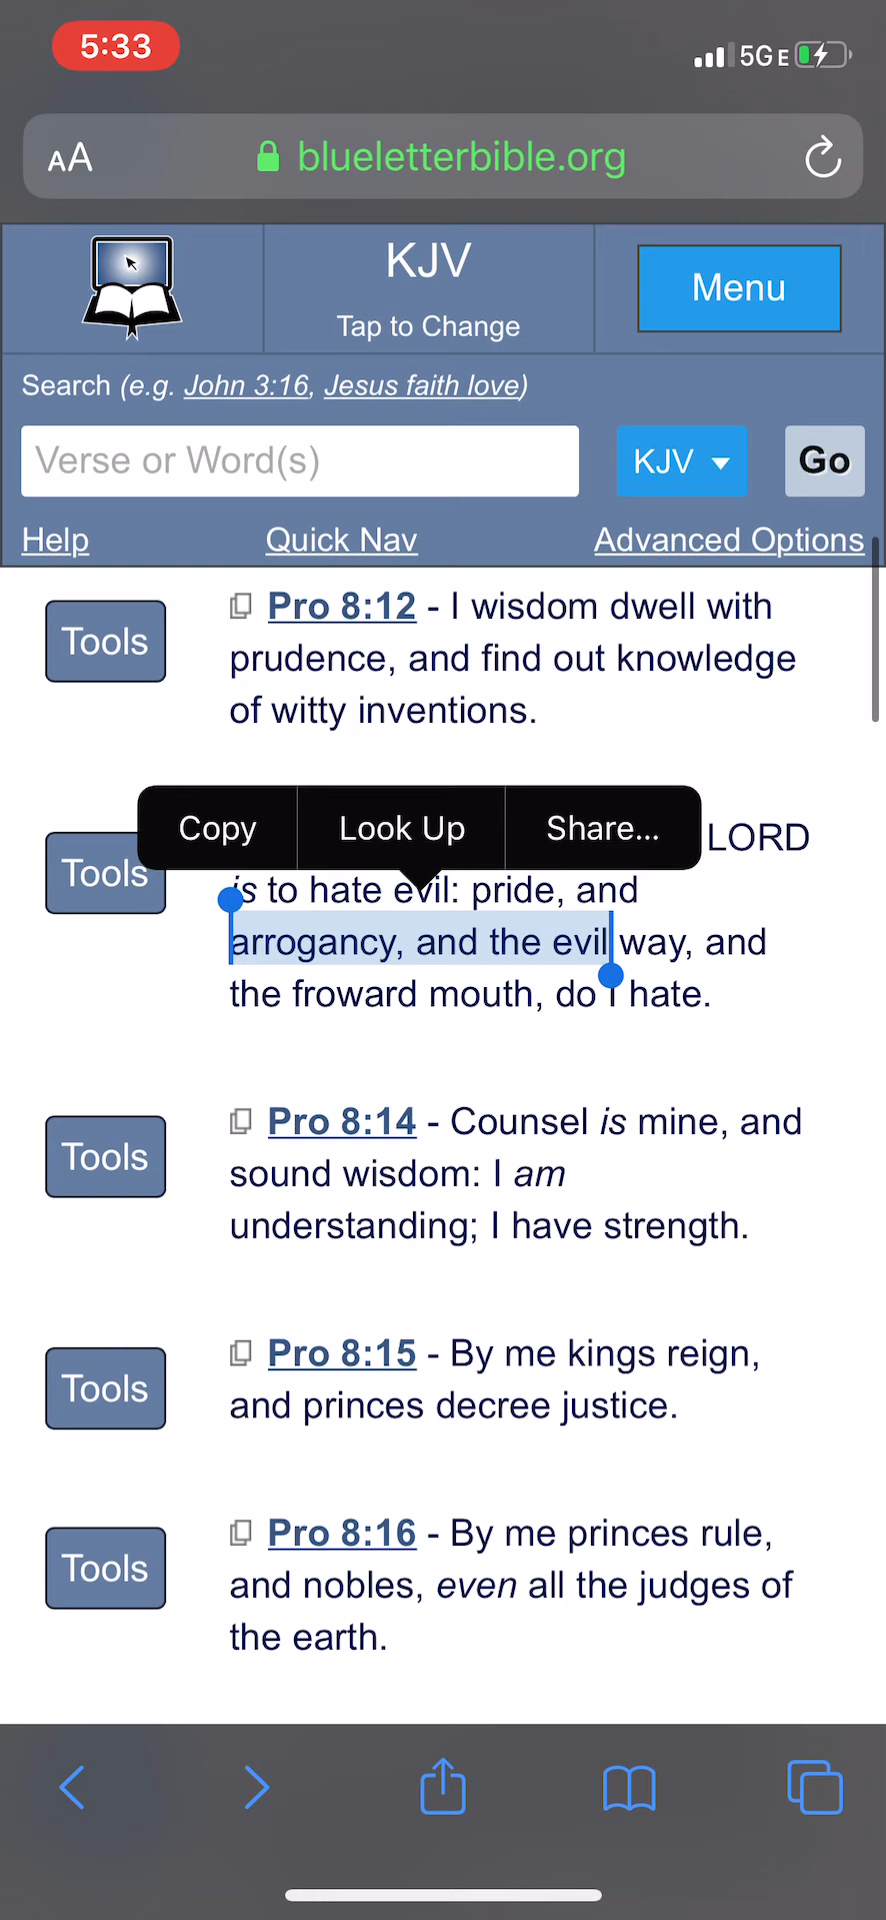 5:33
5G E
AA
blueletterbible.org
KJV
Tap to Change
Menu
Search (e.g. John 3:16, Jesus faith love)
Verse or Word(s)
KJV
Go
Help
Quick Nav
Advanced Options
Tools
Pro 8:12 - I wisdom dwell with
prudence, and find out knowledge
of witty inventions.
Copy
Look Up
Share...
LORD
Tools
is to hate evil: pride, and
arrogancy, and the evil way, and
the froward mouth, do I hate.
Tools
Pro 8:14 - Counsel is mine, and
sound wisdom: I am
understanding; I have strength.
Tools
Pro 8:15 - By me kings reign,
and princes decree justice.
Tools
Pro 8:16 - By me princes rule,
and nobles, even all the judges of
the earth.